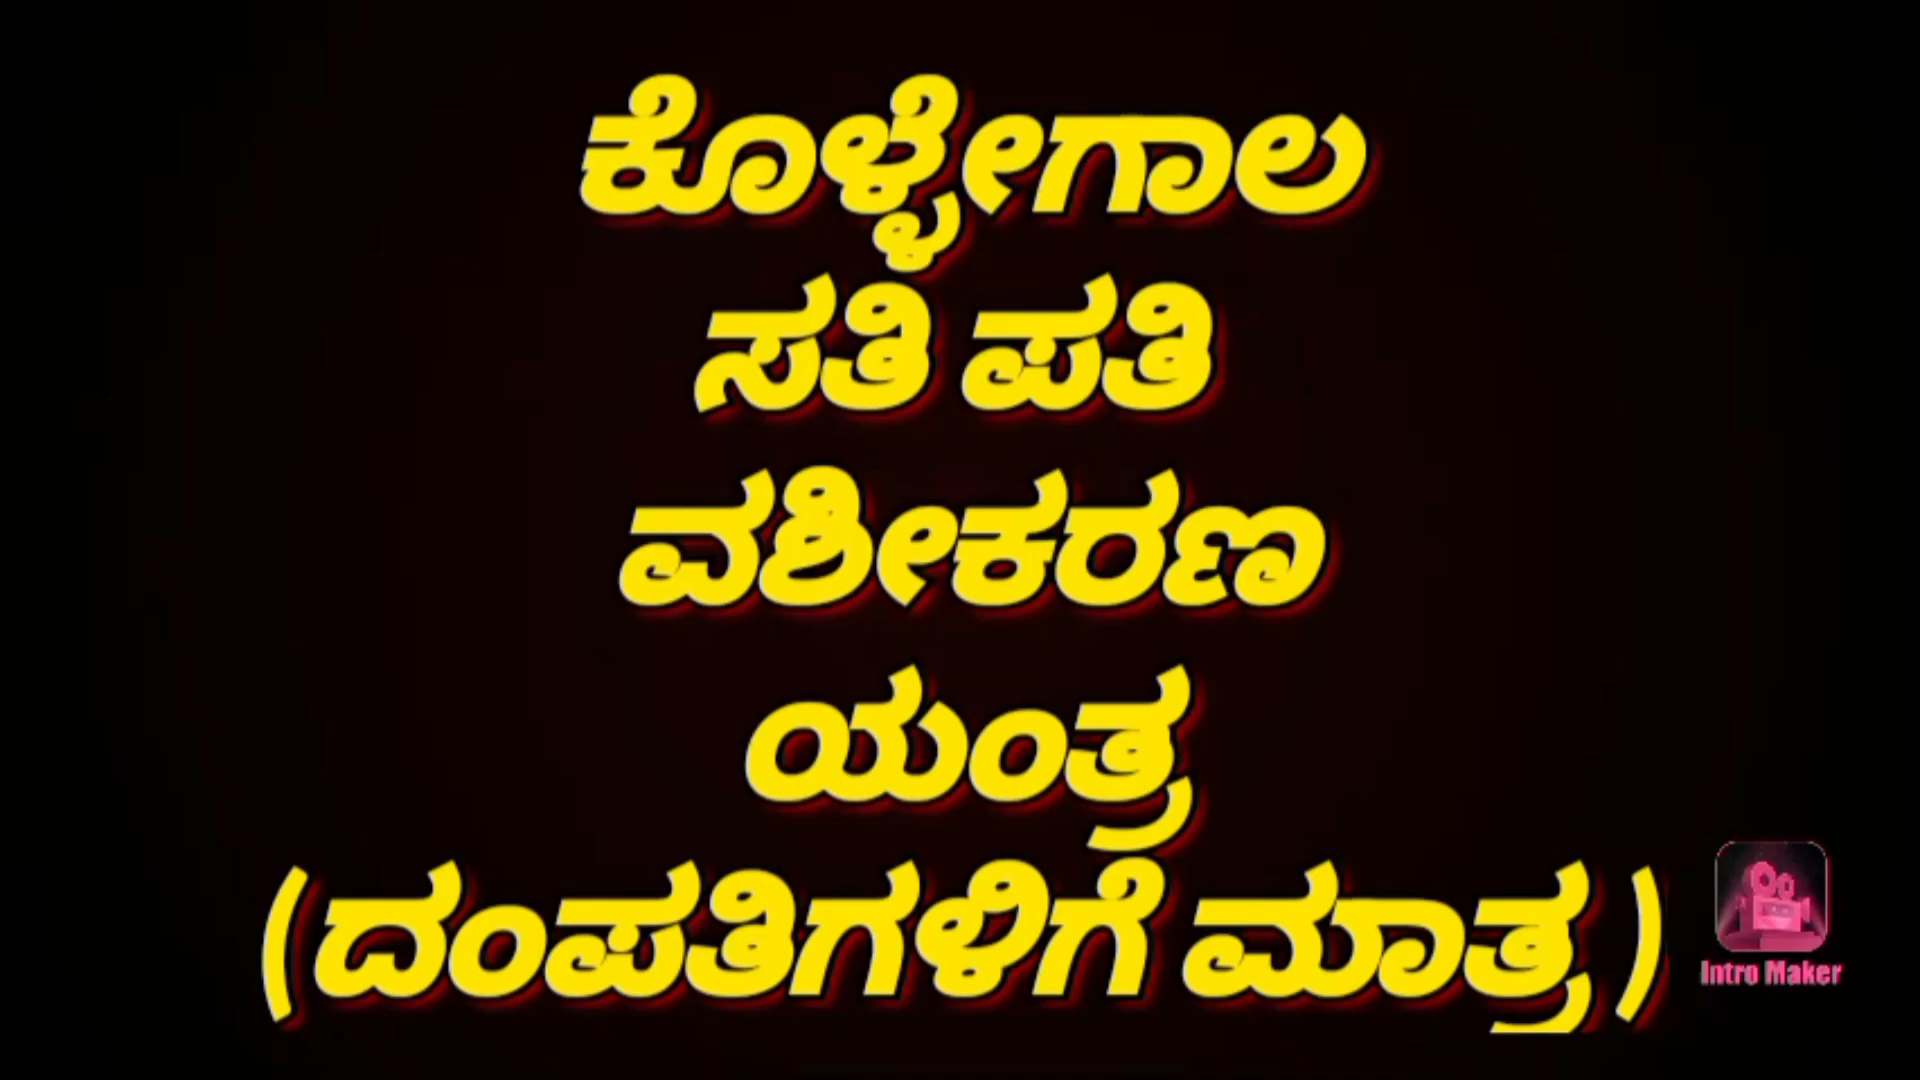 ಕೊಳ್ಳೇಗಾಲ
ಸತಿ ಪತಿ
ವಶೀಕರಣ
ಯಂತ್ರ
(ದಂಪತಿಗಳಿಗೆ ಮಾತ್ರ )
Intro Maker